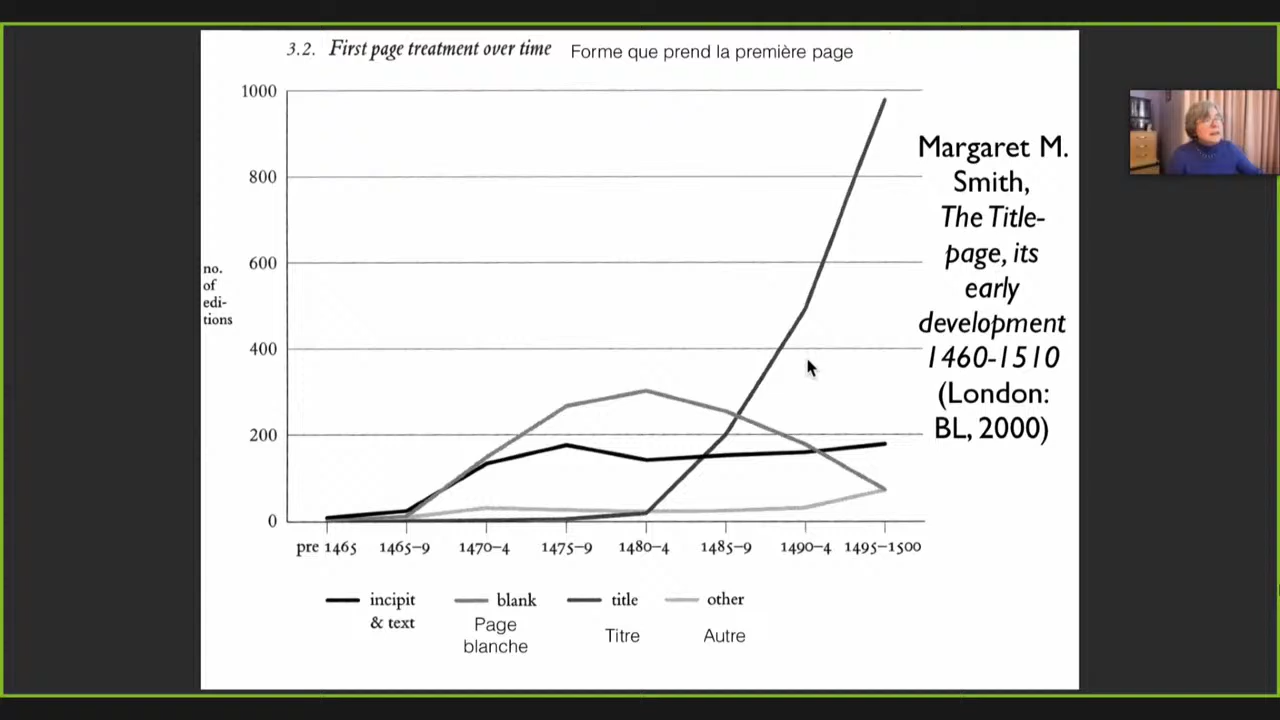 3.2. First page treatment over time Forme que prend la première page
1000
800
600
400
200
0
no.
of
edi-
tions
pre 1465 1465–9 1470–4 1475–9 1480–4 1485–9 1490–4 1495–1500
incipit blank title other
& text
Page
blanche
Titre
Autre
Margaret M.
Smith,
The Title-
page, its
early
development
1460-1510
(London:
BL, 2000)